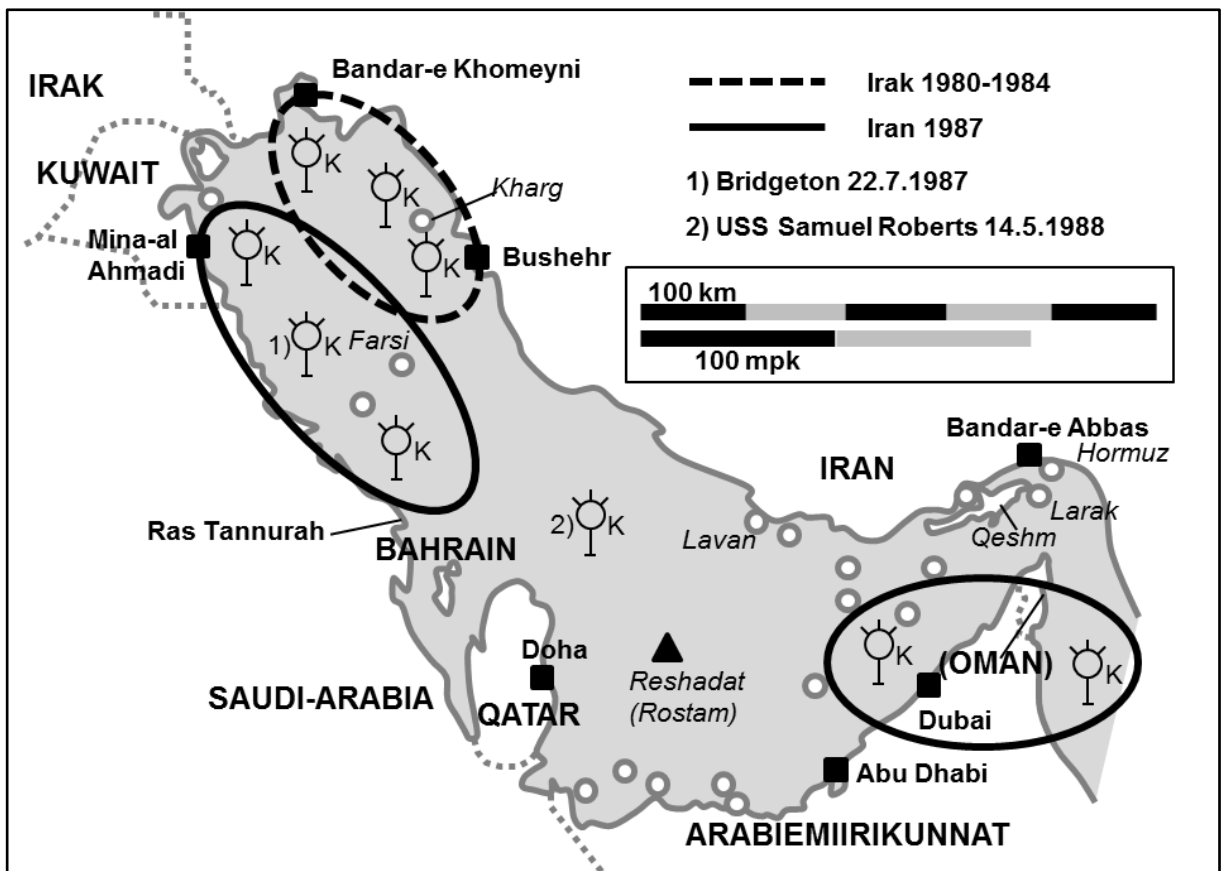 Bandar-e Khomeyni
IRAK
Irak 1980-1984
Iran 1987
KUWAIT
1) Bridgeton 22.7.1987
2) USS Samuel Roberts 14.5.1988
K
K
Kharg
Mina-al
Ahmadi
K
K
Bushehr
100 km
100 mpk
1)
K
Farsi
K
Bandar-e Abbas
Hormuz
IRAN
Larak
Qeshm
Ras Tannurah
BAHRAIN
2)
K
Lavan
Doha
K
(OMAN)
K
SAUDI-ARABIA
QATAR
Reshadat
(Rostam)
Dubai
Abu Dhabi
ARABIEMIIRIKUNNAT